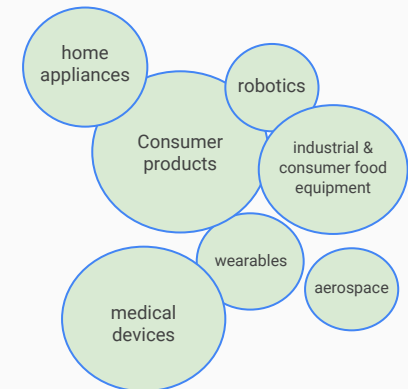 home
appliances
robotics
Consumer
products
industrial &
consumer food
equipment
wearables
aerospace
medical
devices